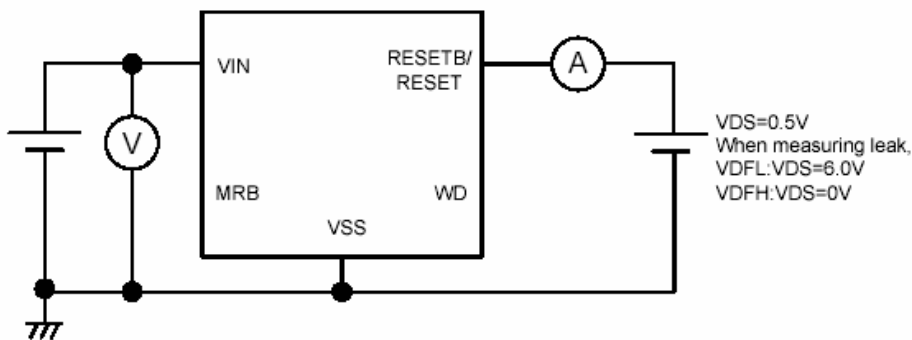 VIN
RESETB/
RESET
A
V
VDS=0.5V
When measuring leak,
VDFL:VDS=6.0V
VDFH:VDS=0V
MRB
WD
VSS